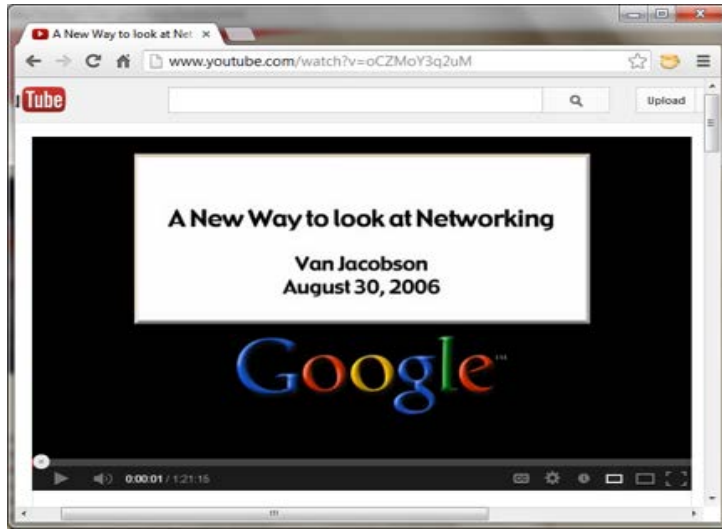 A New Way to look at Net
www.youtube.com/watch?v=oCZMoY3q2uM
Tube
Upload
A New Way to look at Networking
Van Jacobson
August 30, 2006
Google™
0:00:01 / 1:21:15